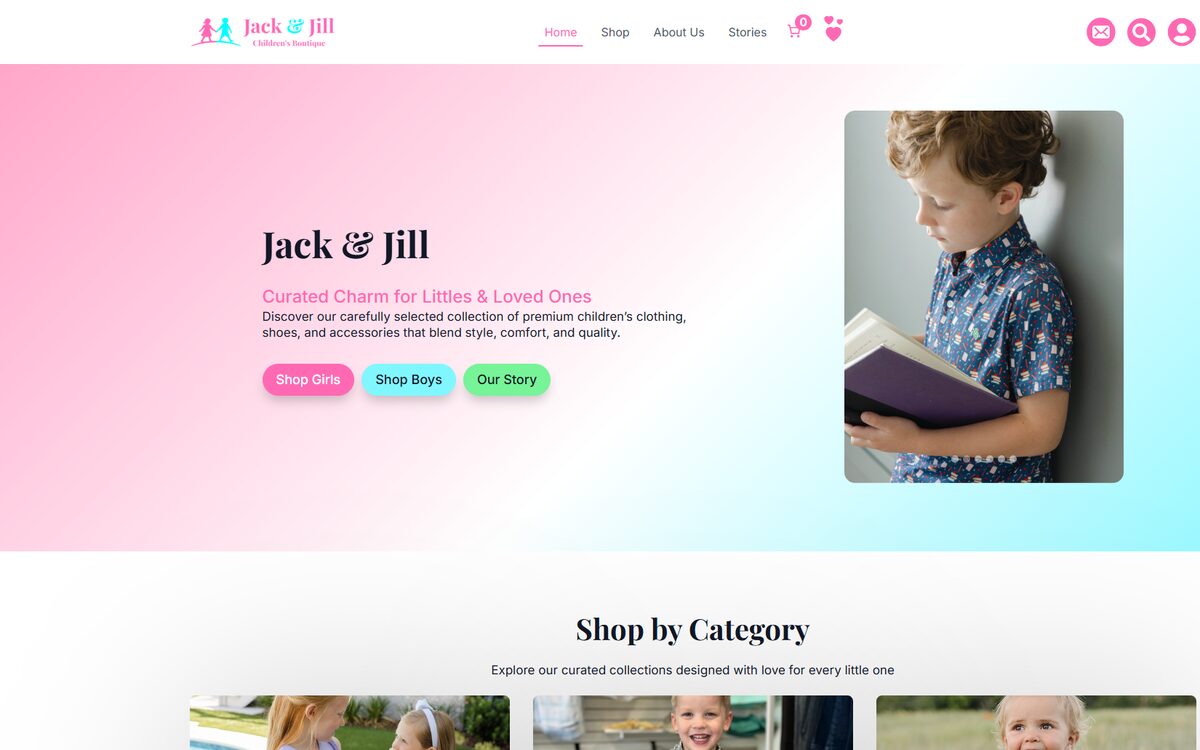 Jack & Jill
Children's Boutique
Home
Shop
About Us
Stories
0
Jack & Jill
Curated Charm for Littles & Loved Ones
Discover our carefully selected collection of premium children's clothing,
shoes, and accessories that blend style, comfort, and quality.
Shop Girls
Shop Boys
Our Story
Shop by Category
Explore our curated collections designed with love for every little one